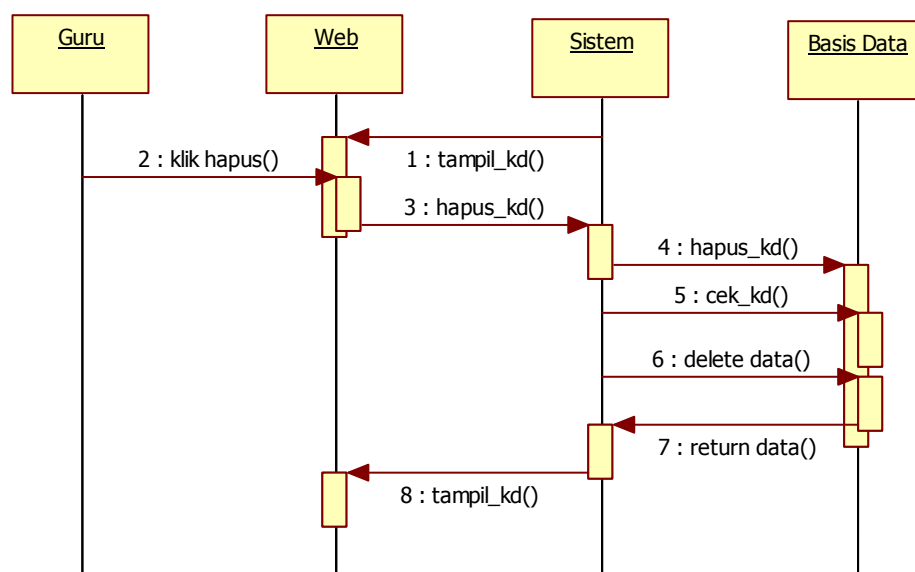 Guru
Web
Sistem
Basis Data
1 : tampil_kd()
2 : klik hapus()
3 : hapus_kd()
4 : hapus_kd()
5 : cek_kd()
6 : delete data()
7 : return data()
8 : tampil_kd()